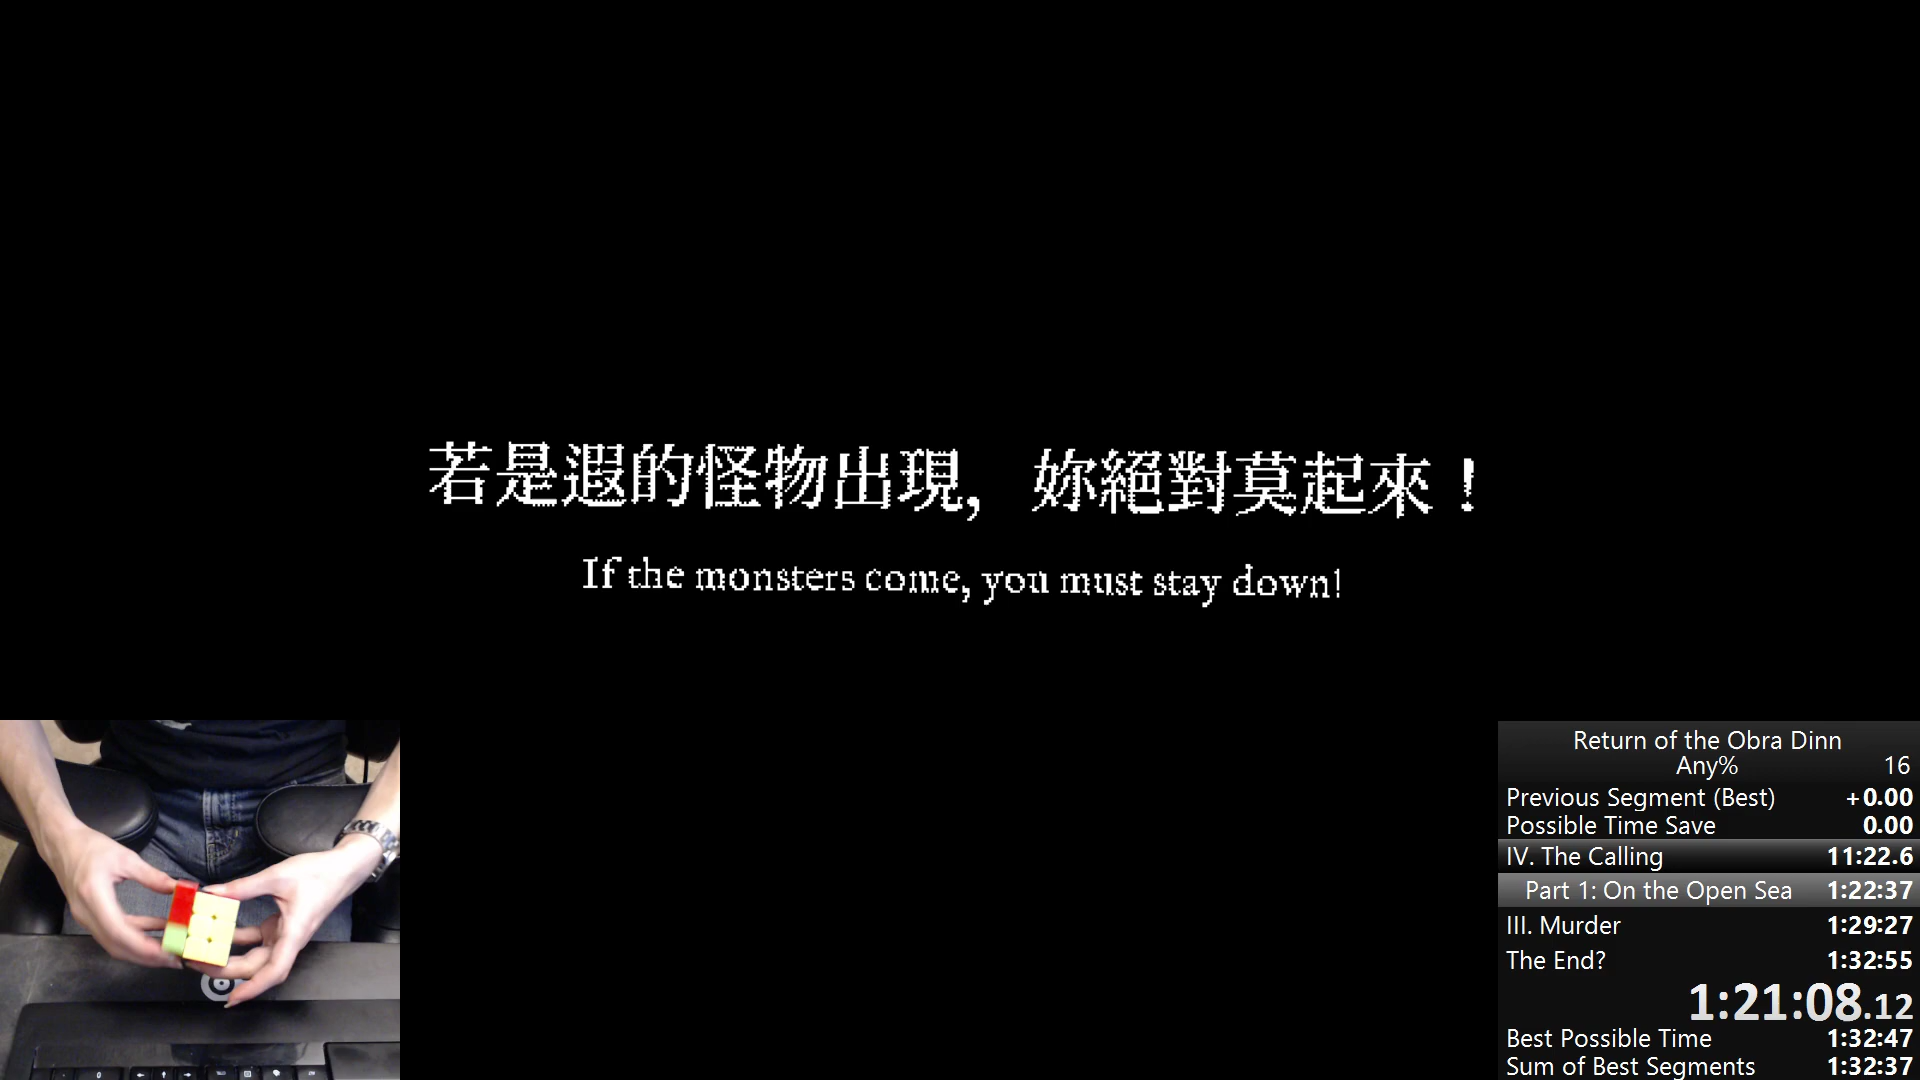 若是遐的怪物出現，妳絕對莫起來！
If the monsters come, you must stay down!
Return of the Obra Dinn
Any% 16
Previous Segment (Best) +0.00
Possible Time Save 0.00
IV. The Calling 11:22.6
Part 1: On the Open Sea 1:22:37
III. Murder 1:29:27
The End? 1:32:55
1:21:08.12
Best Possible Time 1:32:47
Sum of Best Segments 1:32:37